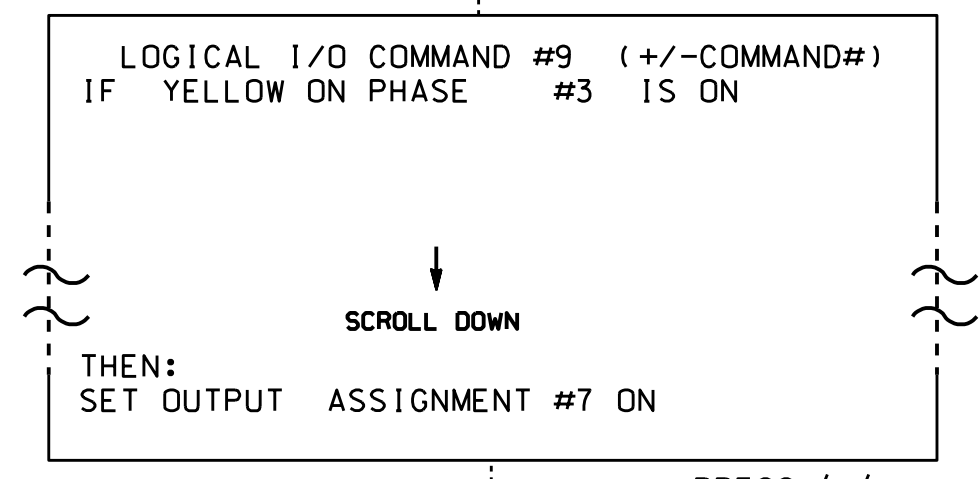 LOGICAL I/O COMMAND #9 (+/-COMMAND#)
IF YELLOW ON PHASE #3 IS ON
SCROLL DOWN
THEN:
SET OUTPUT ASSIGNMENT #7 ON